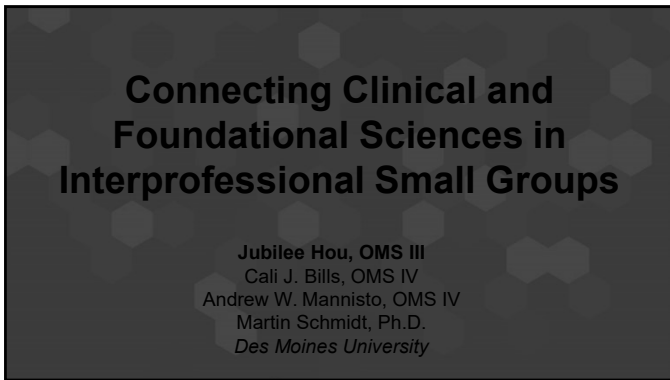 Connecting Clinical and
Foundational Sciences in
Interprofessional Small Groups
Jubilee Hou, OMS III
Cali J. Bills, OMS IV
Andrew W. Mannisto, OMS IV
Martin Schmidt, Ph.D.
Des Moines University